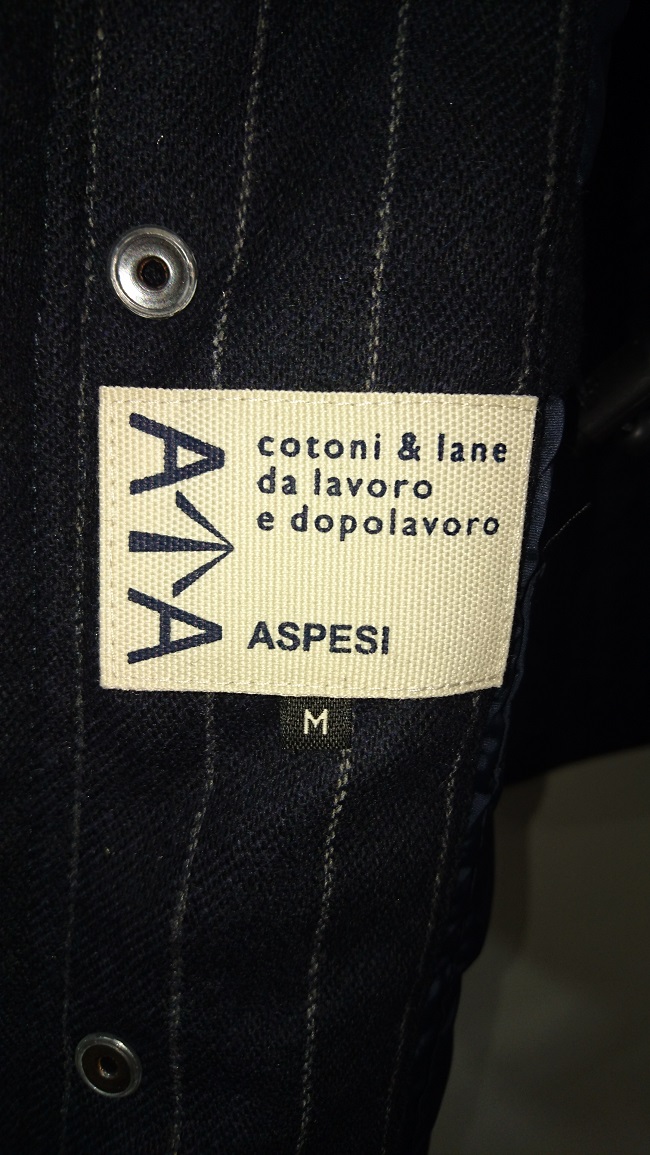 A↑A
cotoni & lane
da lavoro
e dopolavoro
ASPESI
M